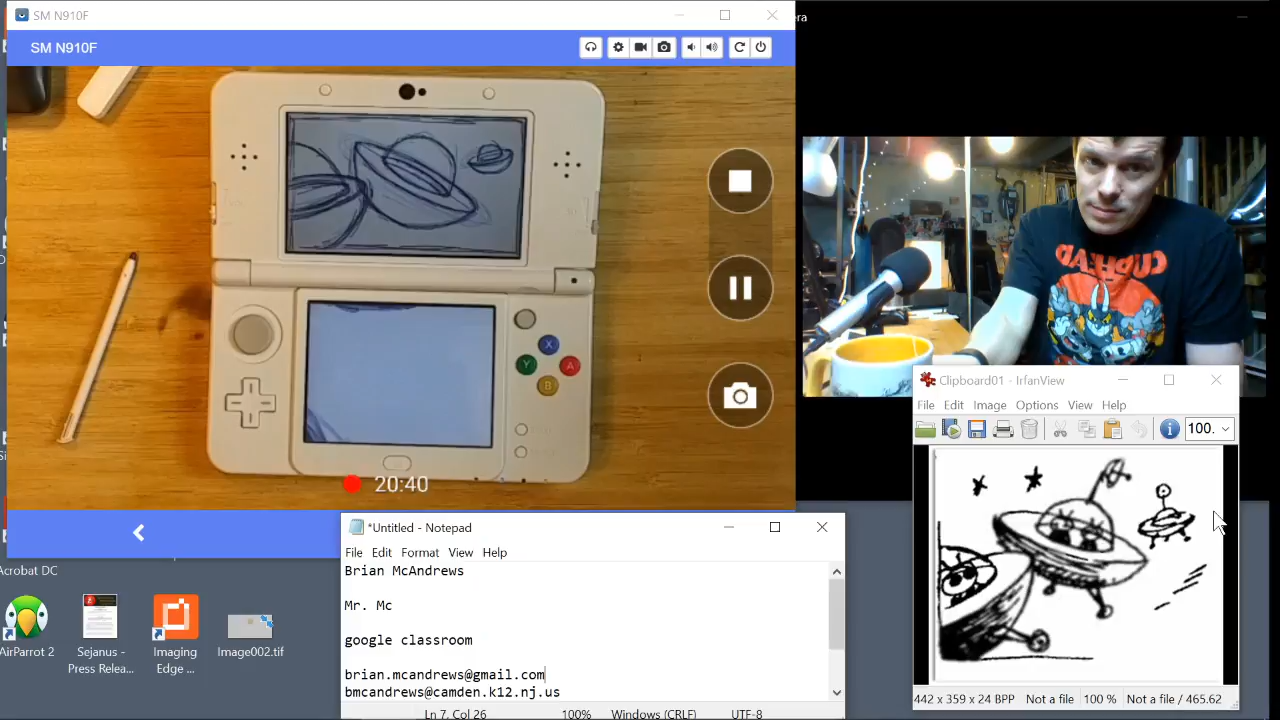 SM N910F
era
SM N910F
X
Y
A
B
20:40
CUPHEAD
Clipboard01 - IrfanView
File Edit Image Options View Help
100.
442 x 359 x 24 BPP Not a file 100 % Not a file / 465.62
*Untitled - Notepad
File Edit Format View Help
Brian McAndrews
Mr. Mc
google classroom
brian.mcandrews@gmail.com
bmcandrews@camden.k12.nj.us
Ln 7, Col 26 100% Windows (CRLF) UTF-8
Acrobat DC
AirParrot 2
Sejanus -
Press Relea...
Imaging
Edge ...
Image002.tif